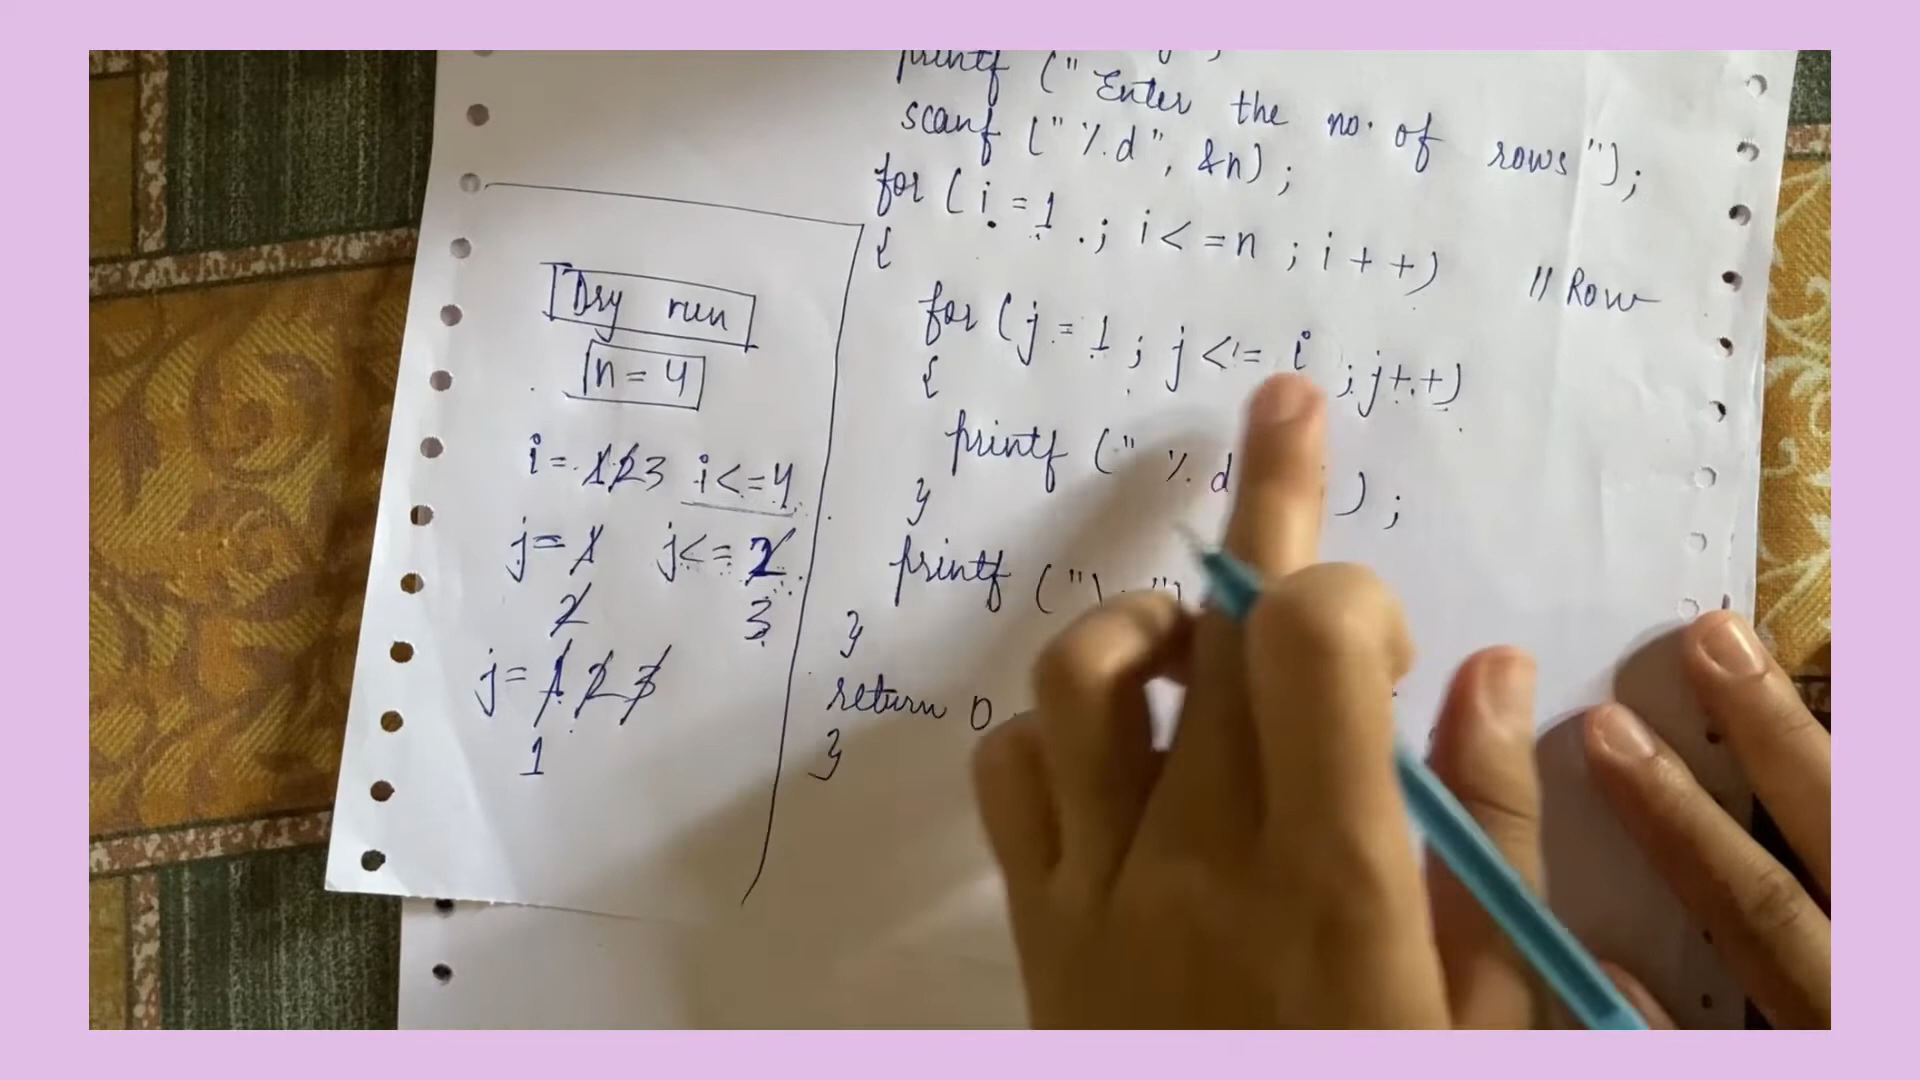 printf ("Enter the no. of rows");
scanf ("%d", &n);
for (i = 1 ; i <= n ; i + +) // Row
{
for (j = 1 ; j <= i ; j + +)
{
printf (" %d ) ;
}
printf ("\ ")
}
return 0
}
Dry run
n = 4
i = 1 2 3 i <= 4
j = 1 j <= 2
2 3
j = 1 2 3
1